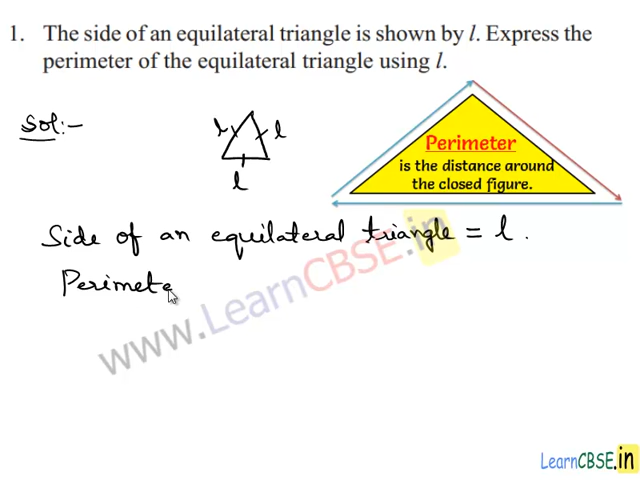 1. The side of an equilateral triangle is shown by l. Express the
perimeter of the equilateral triangle using l.
Sol:-
l
l
l
Perimeter
is the distance around
the closed figure.
Side of an equilateral triangle = l.
Perimete
www.LearnCBSE.in
LearnCBSE.in